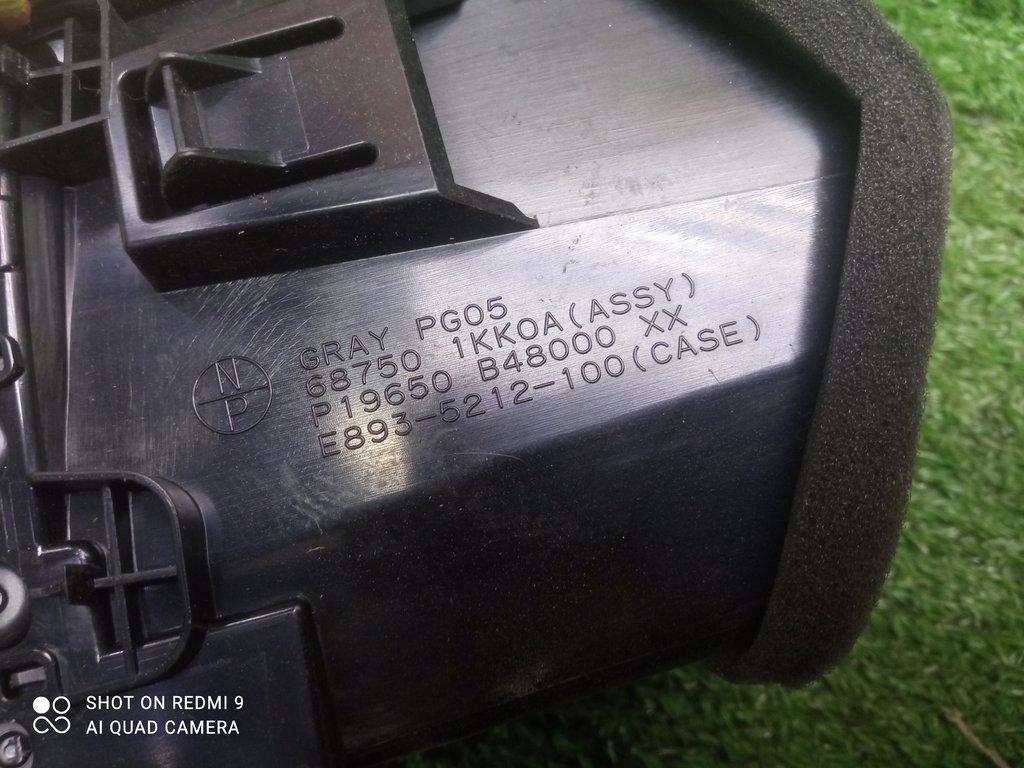 N
P
GRAY PG05
68750 1KK0A(ASSY)
P19650 B48000 XX
E893-5212-100(CASE)
SHOT ON REDMI 9
AI QUAD CAMERA